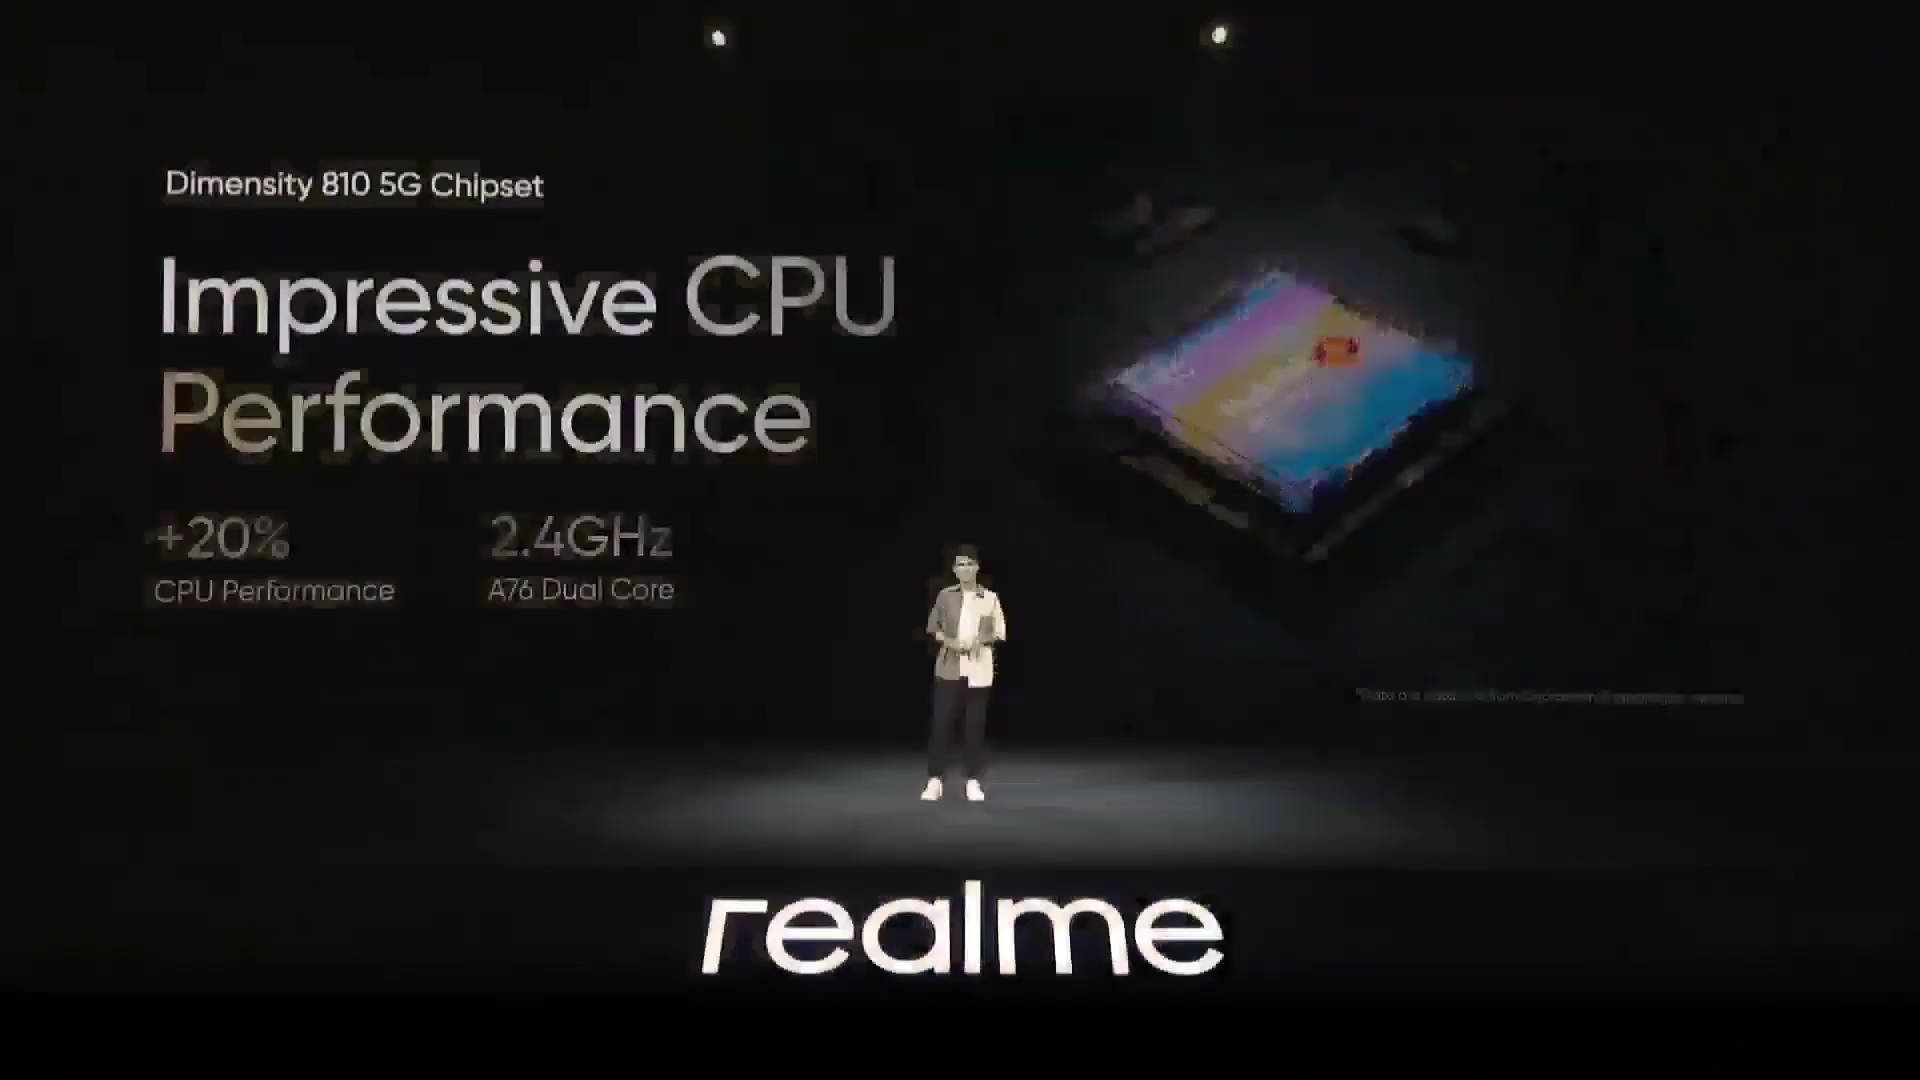 Dimensity 810 5G Chipset
Impressive CPU
Performance
+20%
CPU Performance
2.4GHz
A76 Dual Core
realme